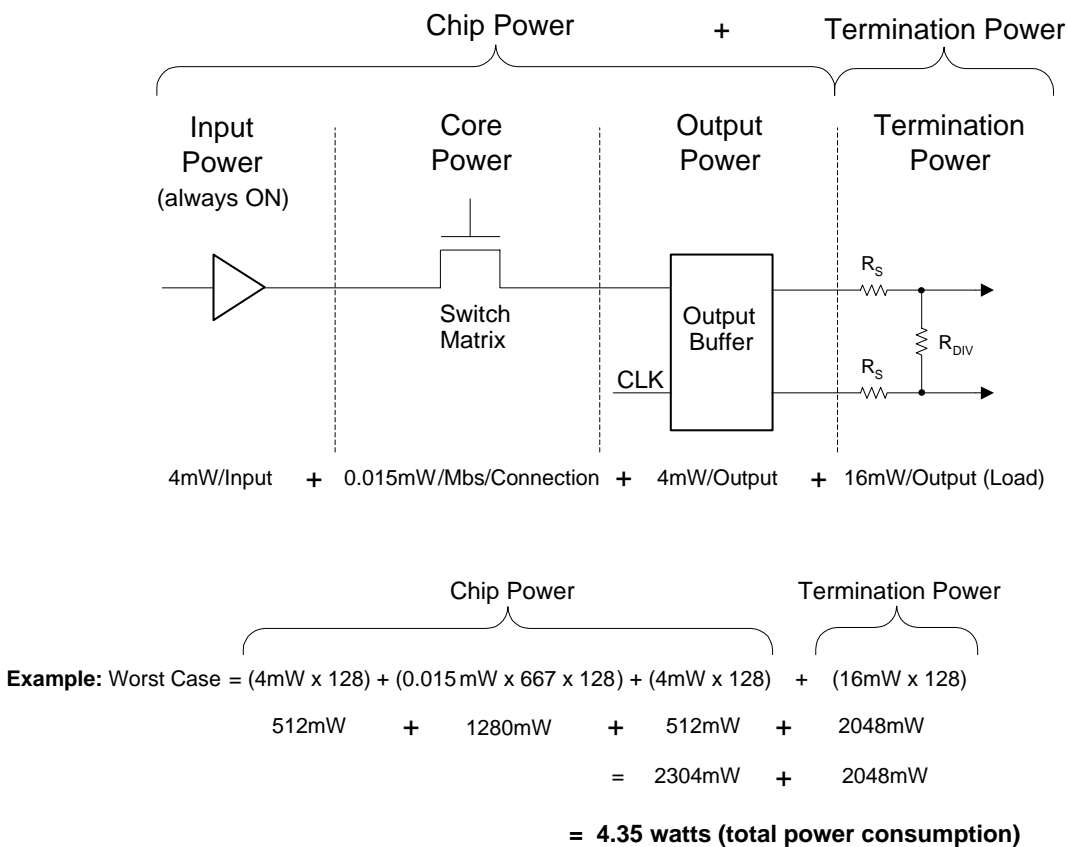 Chip Power + Termination Power
Input Power (always ON)
Core Power
Output Power
Termination Power
Switch Matrix
CLK
Output Buffer
RS
RS
RDIV
4mW/Input + 0.015mW/Mbs/Connection + 4mW/Output + 16mW/Output (Load)
Chip Power Termination Power
Example: Worst Case = (4mW x 128) + (0.015 mW x 667 x 128) + (4mW x 128) + (16mW x 128)
512mW + 1280mW + 512mW + 2048mW
= 2304mW + 2048mW
= 4.35 watts (total power consumption)